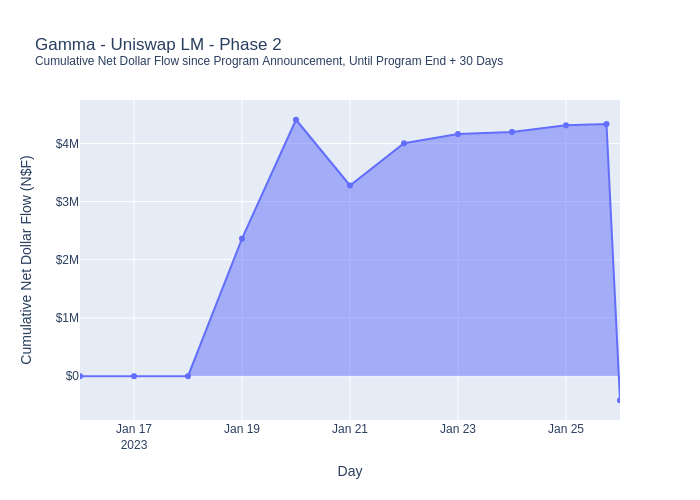 Gamma - Uniswap LM - Phase 2
Cumulative Net Dollar Flow since Program Announcement, Until Program End + 30 Days
Cumulative Net Dollar Flow (N$F)
$4M
$3M
$2M
$1M
$0
Jan 17
2023
Jan 19
Jan 21
Jan 23
Jan 25
Day